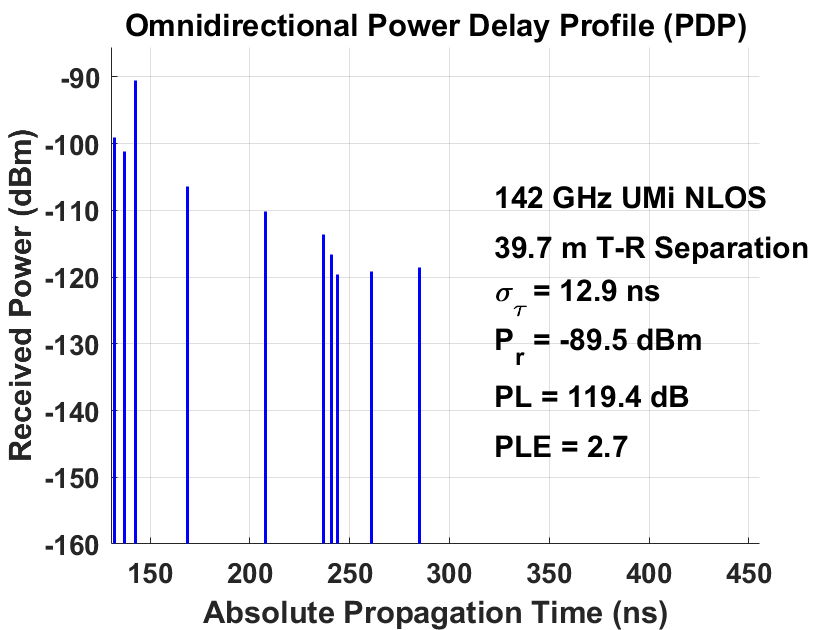 Omnidirectional Power Delay Profile (PDP)
Received Power (dBm)
-90
-100
-110
-120
-130
-140
-150
-160
142 GHz UMi NLOS
39.7 m T-R Separation
στ = 12.9 ns
Pr = -89.5 dBm
PL = 119.4 dB
PLE = 2.7
150 200 250 300 350 400 450
Absolute Propagation Time (ns)